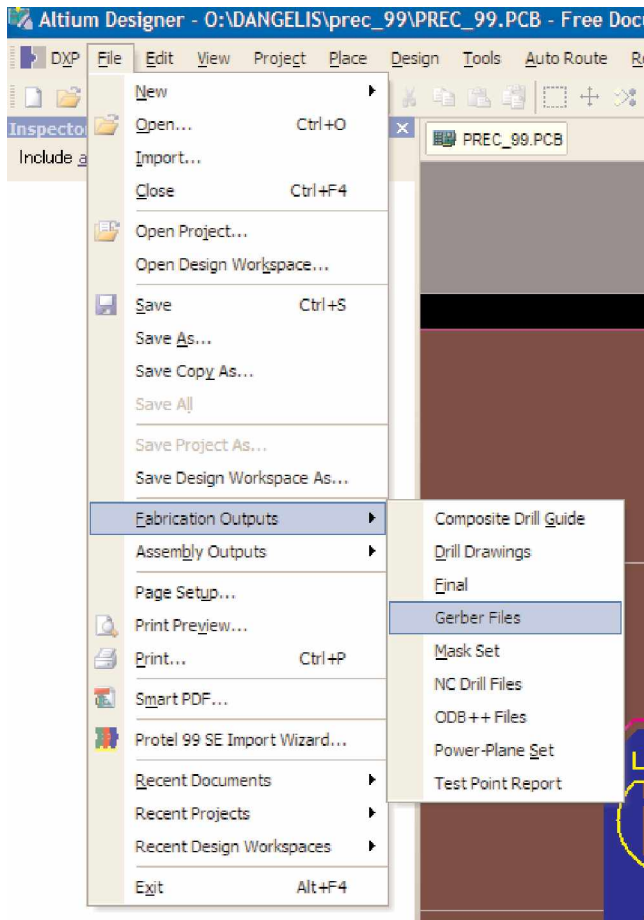 Altium Designer - O:\DANGELIS\prec_99\PREC_99.PCB - Free Doc
DXP File Edit View Project Place Design Tools Auto Route
Inspecto
Include
PREC_99.PCB
New
Open... Ctrl+O
Import...
Close Ctrl+F4
Open Project...
Open Design Workspace...
Save Ctrl+S
Save As...
Save Copy As...
Save All
Save Project As...
Save Design Workspace As...
Fabrication Outputs
Assembly Outputs
Page Setup...
Print Preview...
Print... Ctrl+P
Smart PDF...
Protel 99 SE Import Wizard...
Recent Documents
Recent Projects
Recent Design Workspaces
Exit Alt+F4
Composite Drill Guide
Drill Drawings
Final
Gerber Files
Mask Set
NC Drill Files
ODB++ Files
Power-Plane Set
Test Point Report